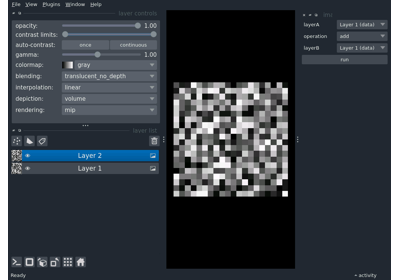 File View Plugins Window Help
layer controls
opacity: 1.00
contrast limits:
auto-contrast: once continuous
gamma: 1.00
colormap: gray
blending: translucent_no_depth
interpolation: linear
depiction: volume
rendering: mip
layer list
Layer 2
Layer 1
Ready
layerA Layer 1 (data)
operation add
layerB Layer 1 (data)
run
activity